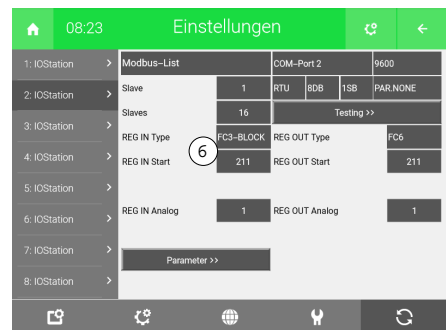 08:23 Einstellungen
1: IOStation > Modbus-List COM-Port 2 9600
2: IOStation > Slave 1 RTU 8DB 1SB PAR.NONE
Slaves 16 Testing >>
3: IOStation > REG IN Type FC3-BLOCK REG OUT Type FC6
4: IOStation > REG IN Start 6 211 REG OUT Start 211
5: IOStation >
6: IOStation > REG IN Analog 1 REG OUT Analog 1
7: IOStation > Parameter >>
8: IOStation >